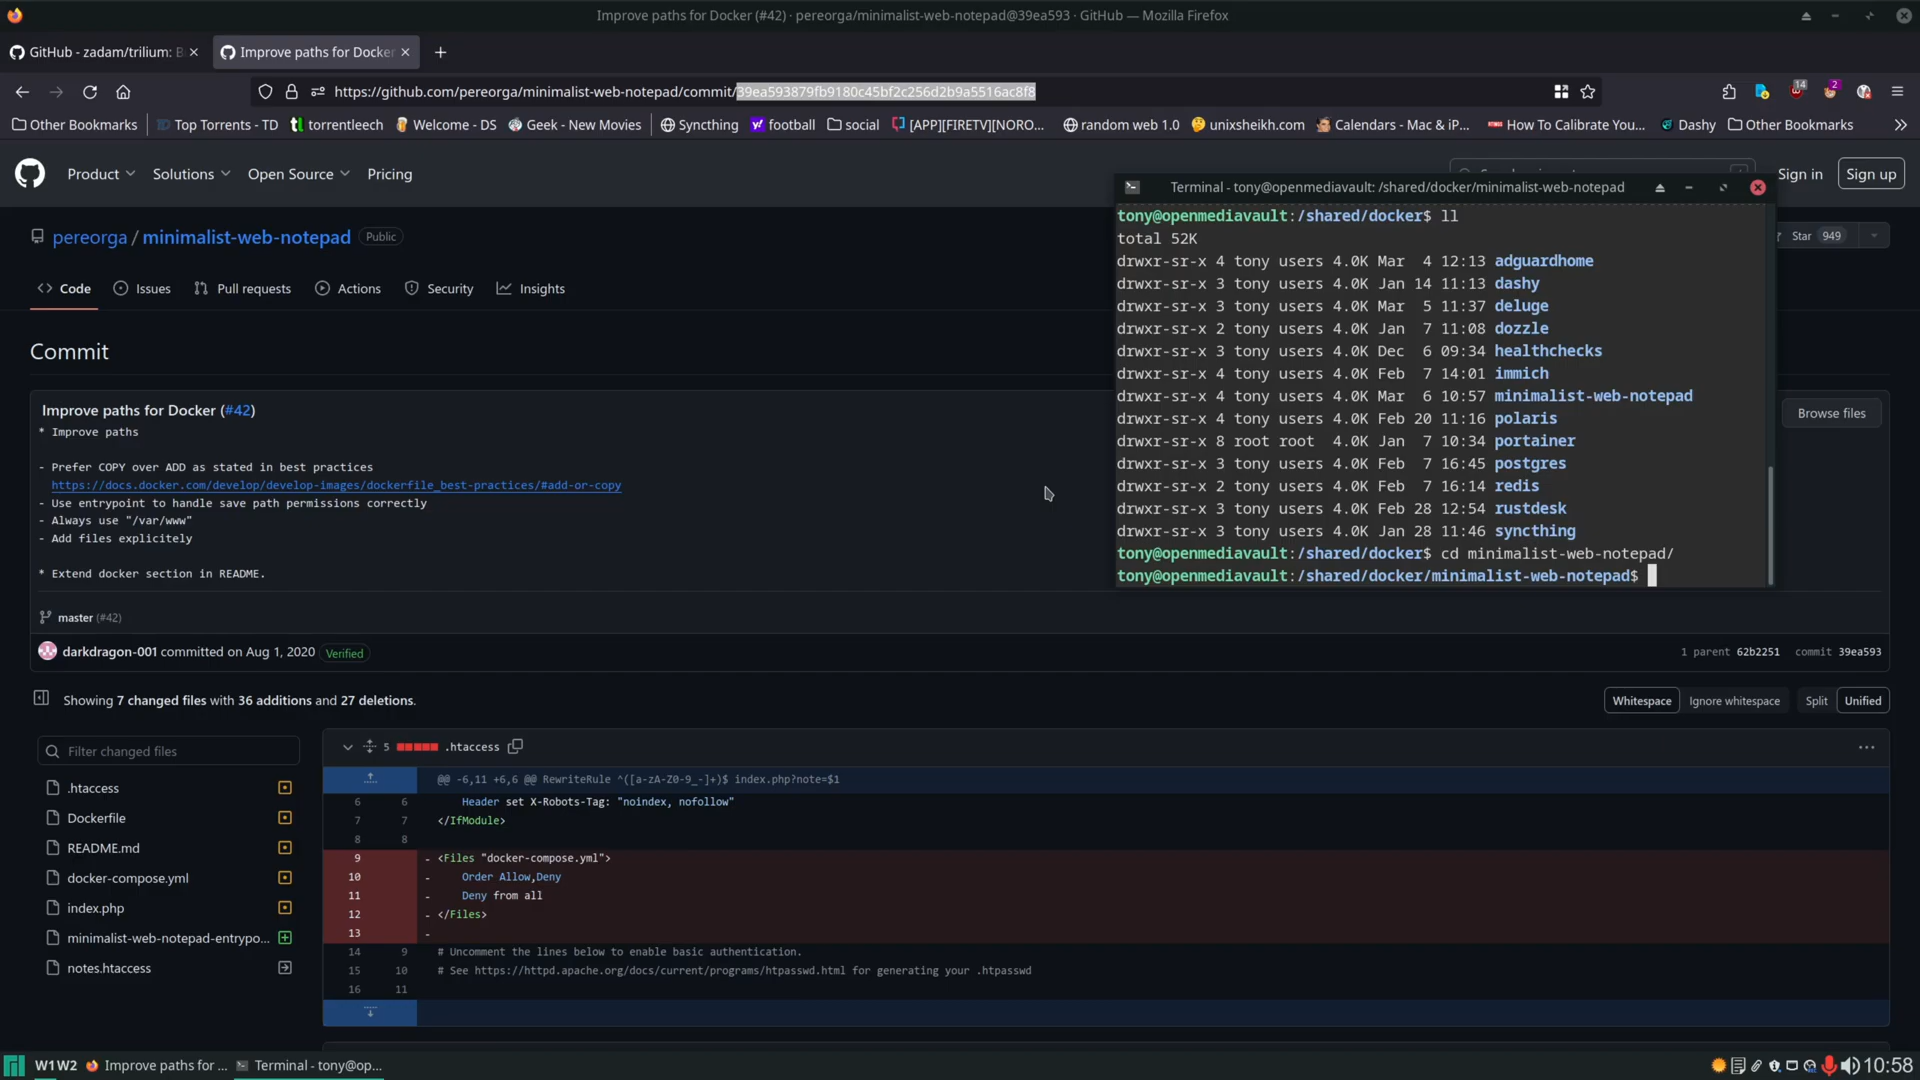 Improve paths for Docker (#42) · pereorga/minimalist-web-notepad@39ea593 · GitHub — Mozilla Firefox
GitHub - zadam/trilium: B
Improve paths for Docker
https://github.com/pereorga/minimalist-web-notepad/commit/39ea593879fb9180c45bf2c256d2b9a5516ac8f8
14
2
Other Bookmarks
Top Torrents - TD
torrentleech
Welcome - DS
Geek - New Movies
Syncthing
football
social
[APP][FIRETV][NORO...
random web 1.0
unixsheikh.com
Calendars - Mac & iP...
How To Calibrate You...
Dashy
Other Bookmarks
Product
Solutions
Open Source
Pricing
Sign in
Sign up
pereorga / minimalist-web-notepad
Public
Star 949
Code
Issues
Pull requests
Actions
Security
Insights
Commit
Browse files
Improve paths for Docker (#42)
* Improve paths
- Prefer COPY over ADD as stated in best practices
https://docs.docker.com/develop/develop-images/dockerfile_best-practices/#add-or-copy
- Use entrypoint to handle save path permissions correctly
- Always use "/var/www"
- Add files explicitely
* Extend docker section in README.
master (#42)
darkdragon-001 committed on Aug 1, 2020 Verified
1 parent 62b2251 commit 39ea593
Showing 7 changed files with 36 additions and 27 deletions.
Whitespace
Ignore whitespace
Split
Unified
Filter changed files
.htaccess
Dockerfile
README.md
docker-compose.yml
index.php
minimalist-web-notepad-entrypo...
notes.htaccess
5 .htaccess
@@ -6,11 +6,6 @@ RewriteRule ^([a-zA-Z0-9_-]+)$ index.php?note=$1
6 6 Header set X-Robots-Tag: "noindex, nofollow"
7 7 </IfModule>
8 8
9 - <Files "docker-compose.yml">
10 - Order Allow,Deny
11 - Deny from all
12 - </Files>
13 -
14 9 # Uncomment the lines below to enable basic authentication.
15 10 # See https://httpd.apache.org/docs/current/programs/htpasswd.html for generating your .htpasswd
16 11
Terminal - tony@openmediavault: /shared/docker/minimalist-web-notepad
tony@openmediavault:/shared/docker$ ll
total 52K
drwxr-sr-x 4 tony users 4.0K Mar  4 12:13 adguardhome
drwxr-sr-x 3 tony users 4.0K Jan 14 11:13 dashy
drwxr-sr-x 3 tony users 4.0K Mar  5 11:37 deluge
drwxr-sr-x 2 tony users 4.0K Jan  7 11:08 dozzle
drwxr-sr-x 3 tony users 4.0K Dec  6 09:34 healthchecks
drwxr-sr-x 4 tony users 4.0K Feb  7 14:01 immich
drwxr-sr-x 4 tony users 4.0K Mar  6 10:57 minimalist-web-notepad
drwxr-sr-x 4 tony users 4.0K Feb 20 11:16 polaris
drwxr-sr-x 8 root root  4.0K Jan  7 10:34 portainer
drwxr-sr-x 3 tony users 4.0K Feb  7 16:45 postgres
drwxr-sr-x 2 tony users 4.0K Feb  7 16:14 redis
drwxr-sr-x 3 tony users 4.0K Feb 28 12:54 rustdesk
drwxr-sr-x 3 tony users 4.0K Jan 28 11:46 syncthing
tony@openmediavault:/shared/docker$ cd minimalist-web-notepad/
tony@openmediavault:/shared/docker/minimalist-web-notepad$
W1W2
Improve paths for ...
Terminal - tony@op...
10:58